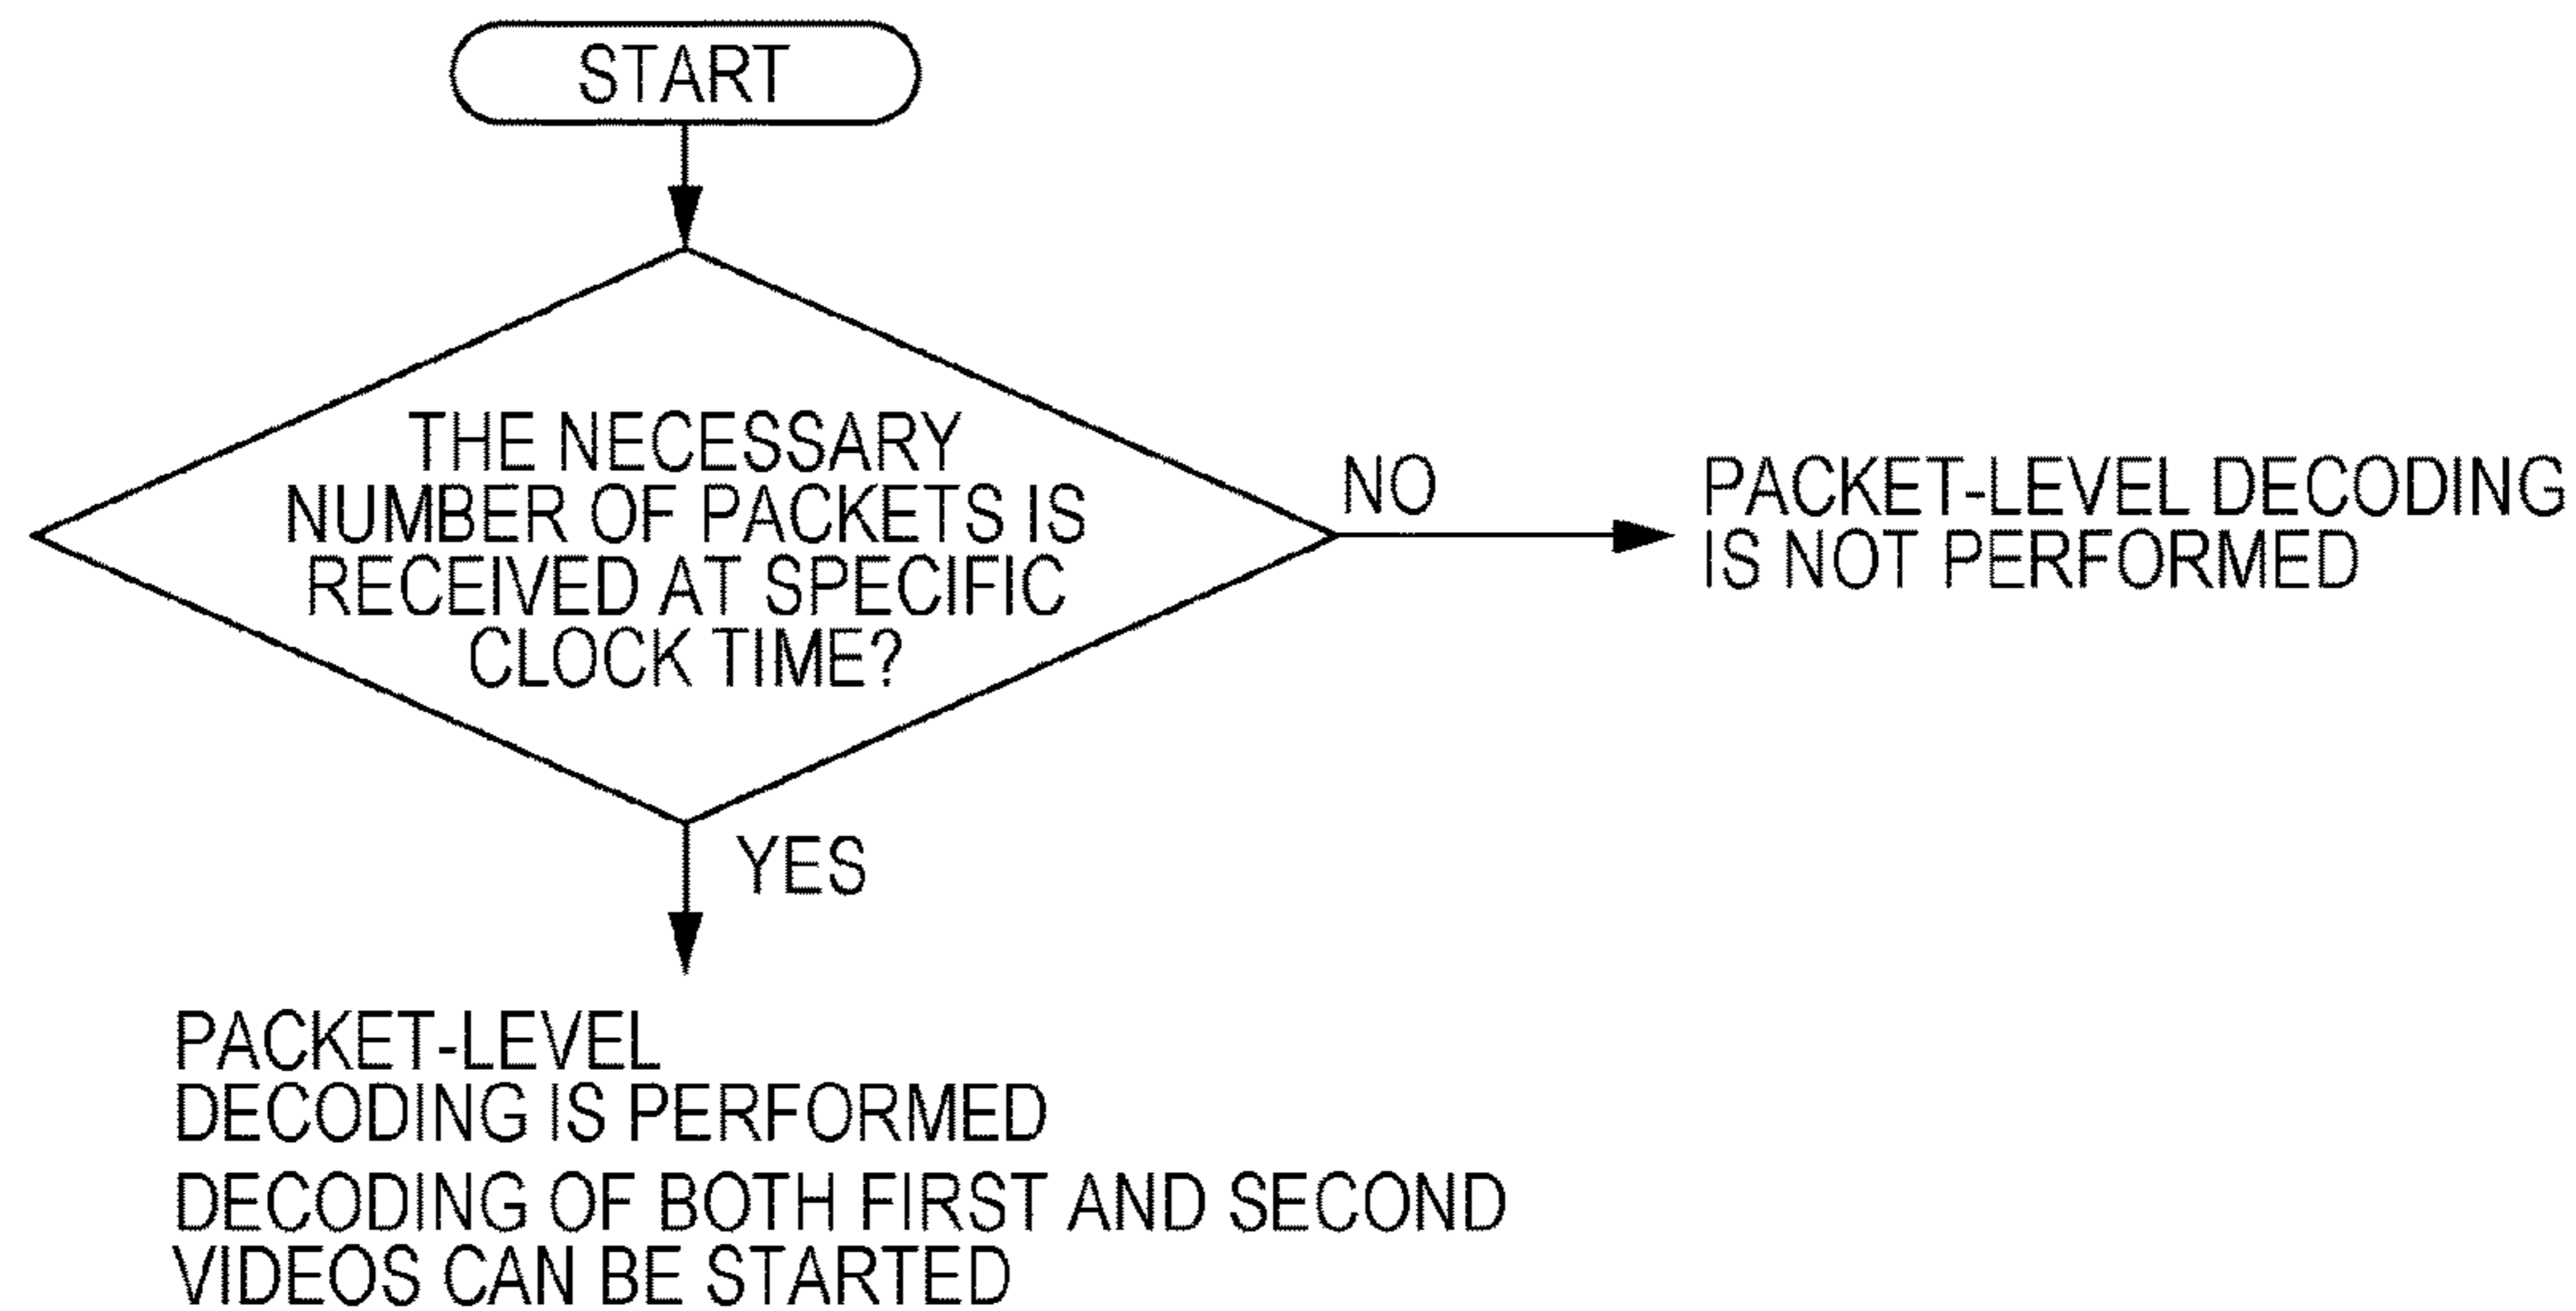 START
THE NECESSARY
NUMBER OF PACKETS IS
RECEIVED AT SPECIFIC
CLOCK TIME?
NO
PACKET-LEVEL DECODING
IS NOT PERFORMED
YES
PACKET-LEVEL
DECODING IS PERFORMED
DECODING OF BOTH FIRST AND SECOND
VIDEOS CAN BE STARTED